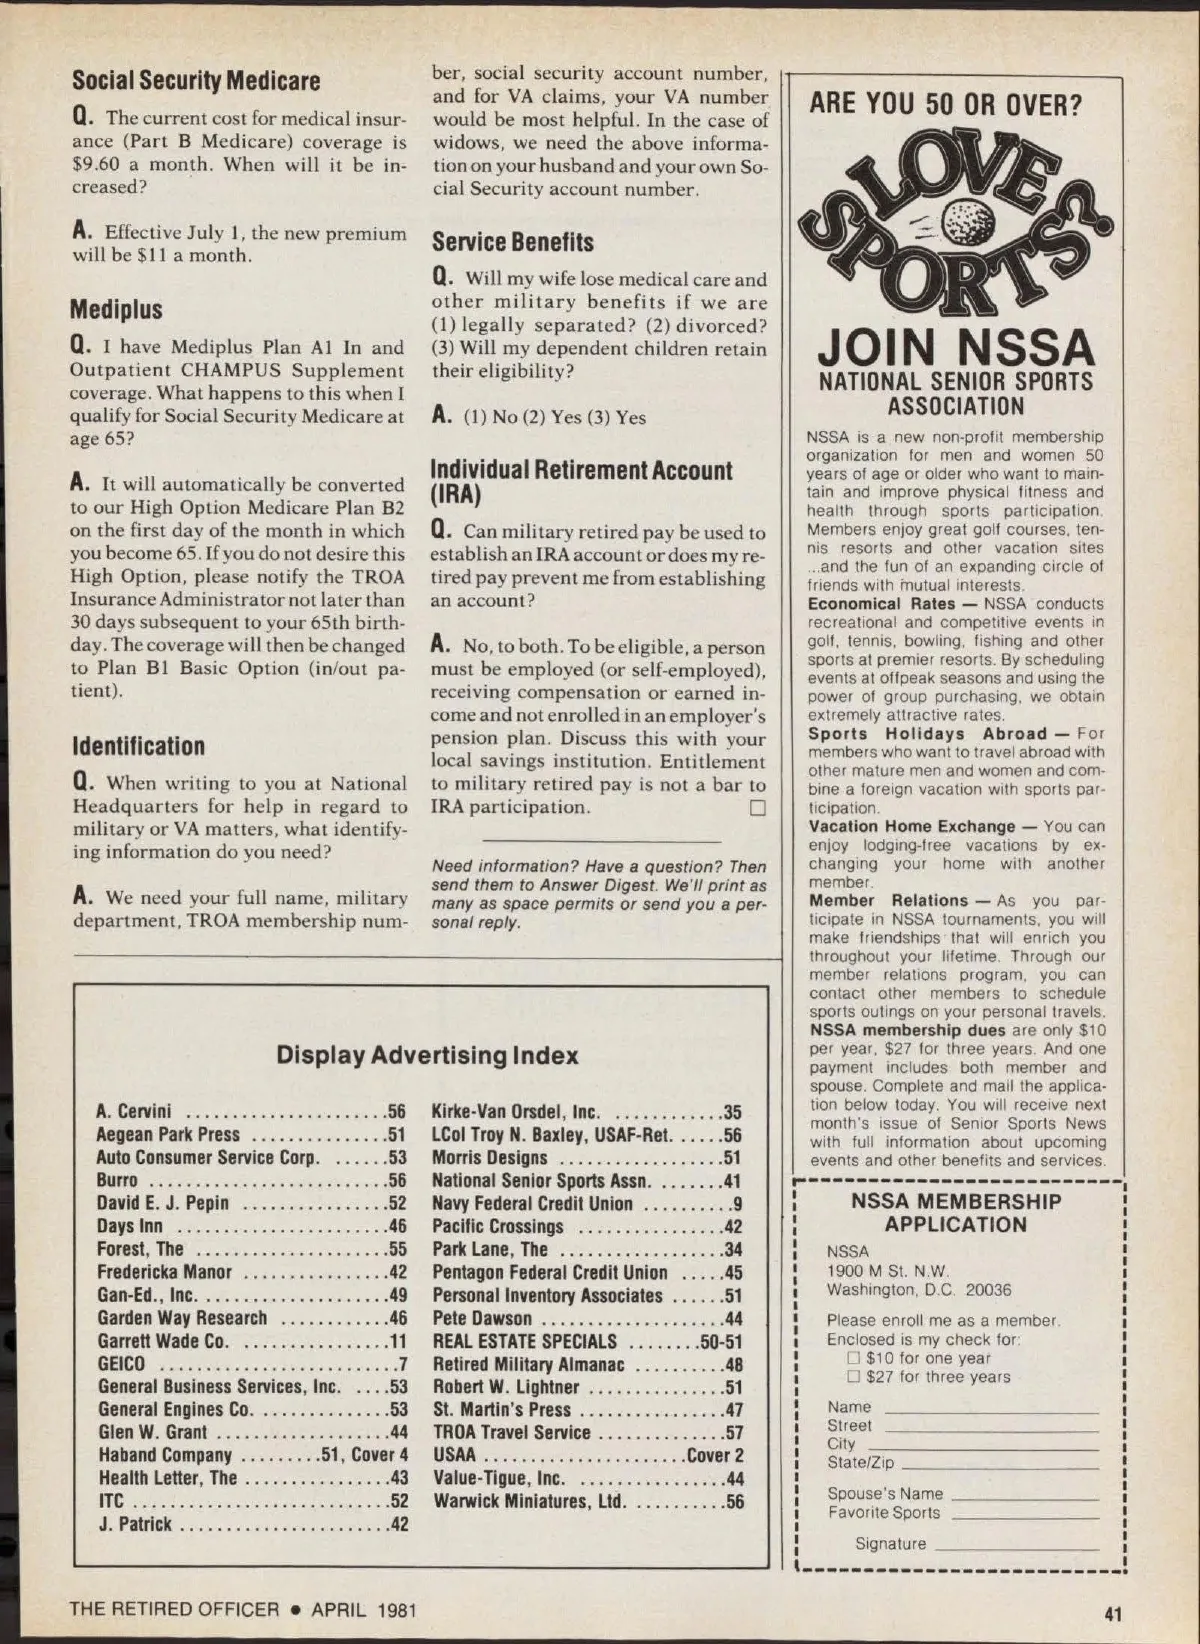 Social Security Medicare
Q. The current cost for medical insur-
ance (Part B Medicare) coverage is
$9.60 a month. When will it be in-
creased?
A. Effective July 1, the new premium
will be $11 a month.
Mediplus
Q. I have Mediplus Plan A1 In and
Outpatient CHAMPUS Supplement
coverage. What happens to this when I
qualify for Social Security Medicare at
age 65?
A. It will automatically be converted
to our High Option Medicare Plan B2
on the first day of the month in which
you become 65. If you do not desire this
High Option, please notify the TROA
Insurance Administrator not later than
30 days subsequent to your 65th birth-
day. The coverage will then be changed
to Plan B1 Basic Option (in/out pa-
tient).
Identification
Q. When writing to you at National
Headquarters for help in regard to
military or VA matters, what identify-
ing information do you need?
A. We need your full name, military
department, TROA membership num-
ber, social security account number,
and for VA claims, your VA number
would be most helpful. In the case of
widows, we need the above informa-
tion on your husband and your own So-
cial Security account number.
Service Benefits
Q. Will my wife lose medical care and
other military benefits if we are
(1) legally separated? (2) divorced?
(3) Will my dependent children retain
their eligibility?
A. (1) No (2) Yes (3) Yes
Individual Retirement Account
(IRA)
Q. Can military retired pay be used to
establish an IRA account or does my re-
tired pay prevent me from establishing
an account?
A. No, to both. To be eligible, a person
must be employed (or self-employed),
receiving compensation or earned in-
come and not enrolled in an employer's
pension plan. Discuss this with your
local savings institution. Entitlement
to military retired pay is not a bar to
IRA participation. □
Need information? Have a question? Then
send them to Answer Digest. We'll print as
many as space permits or send you a per-
sonal reply.
Display Advertising Index
A. Cervini ......................56
Aegean Park Press ...............51
Auto Consumer Service Corp. ......53
Burro ..........................56
David E. J. Pepin ................52
Days Inn .......................46
Forest, The .....................55
Fredericka Manor ................42
Gan-Ed., Inc. ....................49
Garden Way Research ............46
Garrett Wade Co. ................11
GEICO ..........................7
General Business Services, Inc. ....53
General Engines Co. ..............53
Glen W. Grant ...................44
Haband Company .........51, Cover 4
Health Letter, The ................43
ITC ............................52
J. Patrick .......................42
Kirke-Van Orsdel, Inc. ............35
LCol Troy N. Baxley, USAF-Ret. .....56
Morris Designs ..................51
National Senior Sports Assn. ........41
Navy Federal Credit Union ..........9
Pacific Crossings ................42
Park Lane, The ..................34
Pentagon Federal Credit Union .....45
Personal Inventory Associates ......51
Pete Dawson ....................44
REAL ESTATE SPECIALS ........50-51
Retired Military Almanac ..........48
Robert W. Lightner ...............51
St. Martin's Press ................47
TROA Travel Service ..............57
USAA ......................Cover 2
Value-Tigue, Inc. ................44
Warwick Miniatures, Ltd. ..........56
ARE YOU 50 OR OVER?
LOVE
SPORTS?
JOIN NSSA
NATIONAL SENIOR SPORTS
ASSOCIATION
NSSA is a new non-profit membership
organization for men and women 50
years of age or older who want to main-
tain and improve physical fitness and
health through sports participation.
Members enjoy great golf courses, ten-
nis resorts and other vacation sites
...and the fun of an expanding circle of
friends with mutual interests.
Economical Rates — NSSA conducts
recreational and competitive events in
golf, tennis, bowling, fishing and other
sports at premier resorts. By scheduling
events at offpeak seasons and using the
power of group purchasing, we obtain
extremely attractive rates.
Sports Holidays Abroad — For
members who want to travel abroad with
other mature men and women and com-
bine a foreign vacation with sports par-
ticipation.
Vacation Home Exchange — You can
enjoy lodging-free vacations by ex-
changing your home with another
member.
Member Relations — As you par-
ticipate in NSSA tournaments, you will
make friendships that will enrich you
throughout your lifetime. Through our
member relations program, you can
contact other members to schedule
sports outings on your personal travels.
NSSA membership dues are only $10
per year, $27 for three years. And one
payment includes both member and
spouse. Complete and mail the applica-
tion below today. You will receive next
month's issue of Senior Sports News
with full information about upcoming
events and other benefits and services.
NSSA MEMBERSHIP
APPLICATION
NSSA
1900 M St. N.W.
Washington, D.C. 20036
Please enroll me as a member.
Enclosed is my check for:
□ $10 for one year
□ $27 for three years
Name
Street
City
State/Zip
Spouse's Name
Favorite Sports
Signature
THE RETIRED OFFICER • APRIL 1981
41